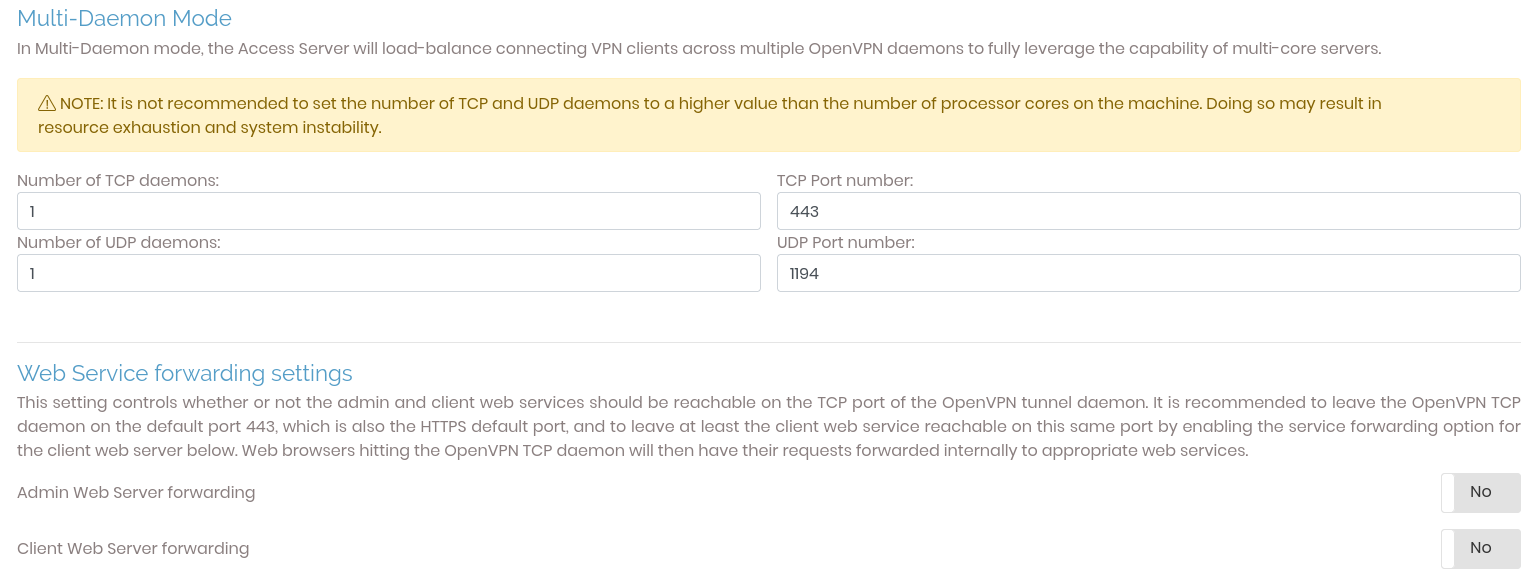 Multi-Daemon Mode
In Multi-Daemon mode, the Access Server will load-balance connecting VPN clients across multiple OpenVPN daemons to fully leverage the capability of multi-core servers.
NOTE: It is not recommended to set the number of TCP and UDP daemons to a higher value than the number of processor cores on the machine. Doing so may result in
resource exhaustion and system instability.
Number of TCP daemons:
1
TCP Port number:
443
Number of UDP daemons:
1
UDP Port number:
1194
Web Service forwarding settings
This setting controls whether or not the admin and client web services should be reachable on the TCP port of the OpenVPN tunnel daemon. It is recommended to leave the OpenVPN TCP
daemon on the default port 443, which is also the HTTPS default port, and to leave at least the client web service reachable on this same port by enabling the service forwarding option for
the client web server below. Web browsers hitting the OpenVPN TCP daemon will then have their requests forwarded internally to appropriate web services.
Admin Web Server forwarding
No
Client Web Server forwarding
No